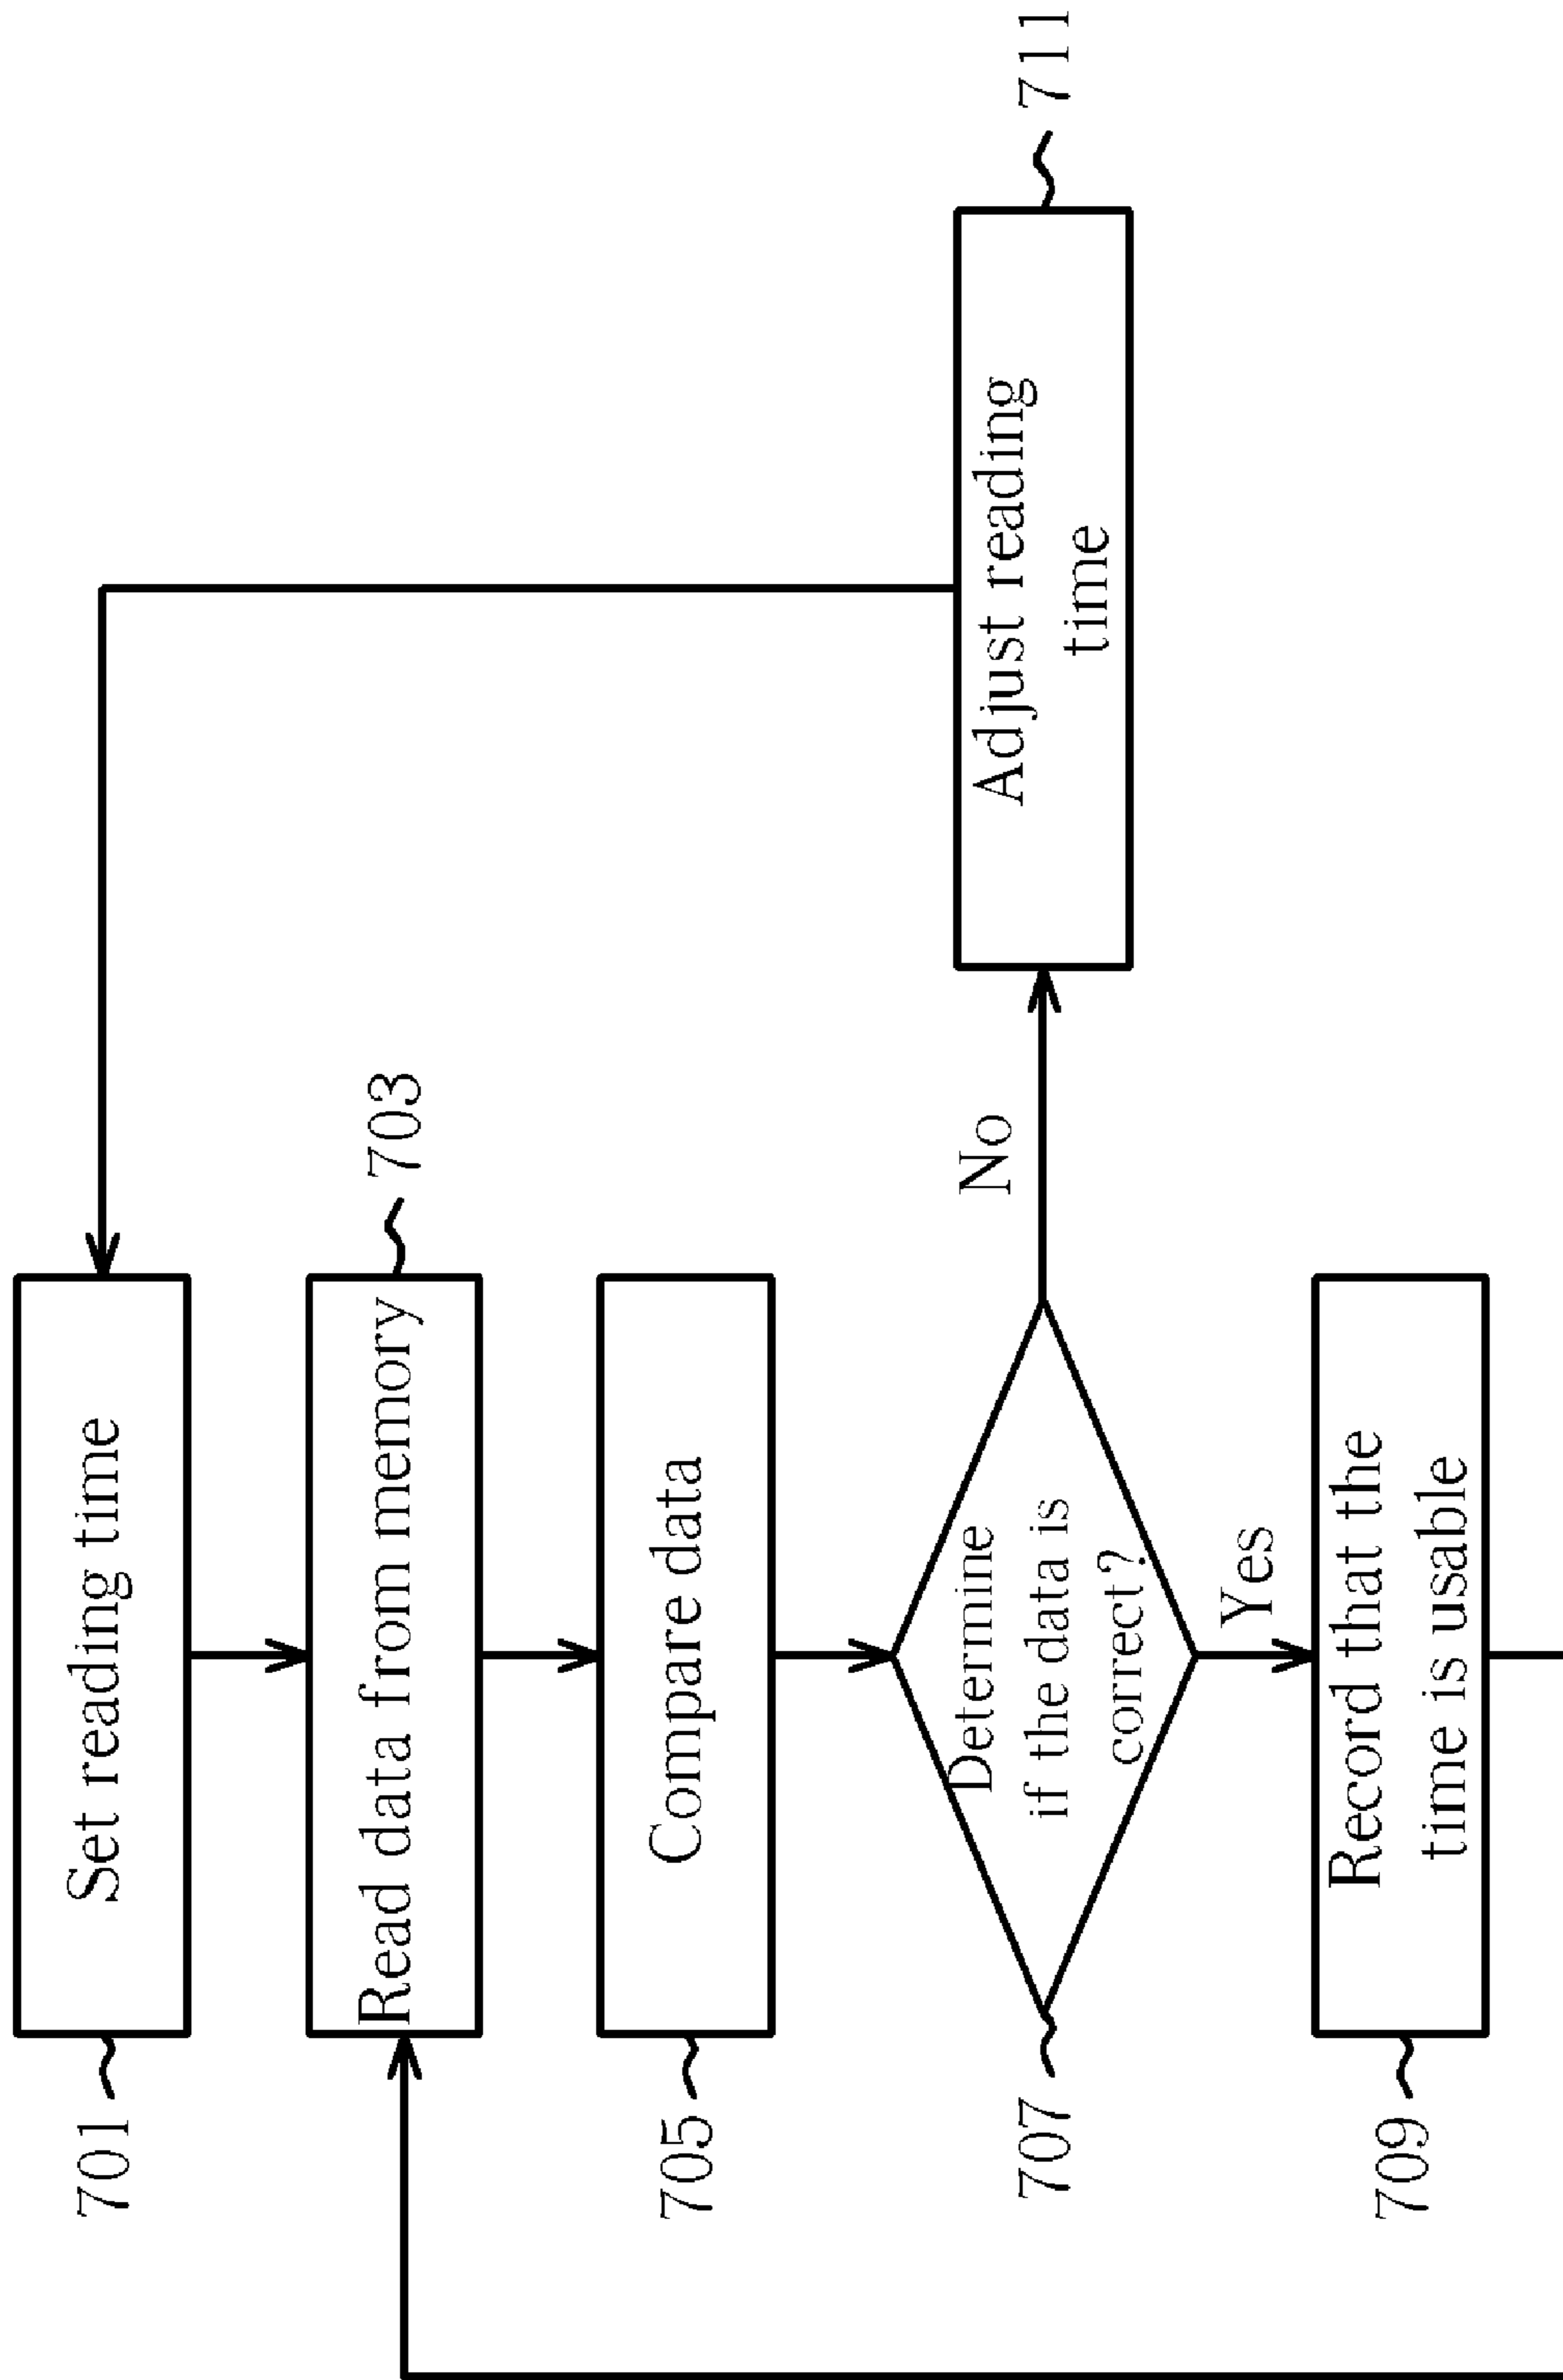 701
Set reading time
Read data from memory
703
705
Compare data
707
Determine
if the data is
correct?
No
Adjust reading
time
711
Yes
709
Record that the
time is usable